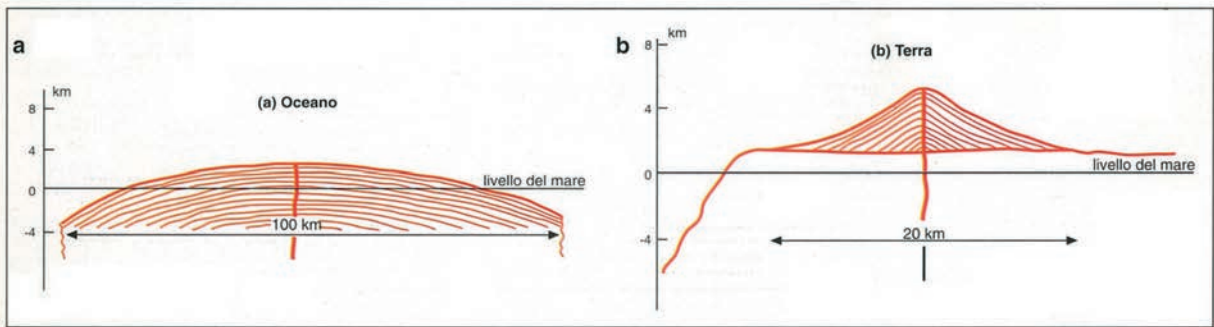 a
km
8
4
0
-4
(a) Oceano
livello del mare
100 km
b
km
8
4
0
-4
(b) Terra
livello del mare
20 km